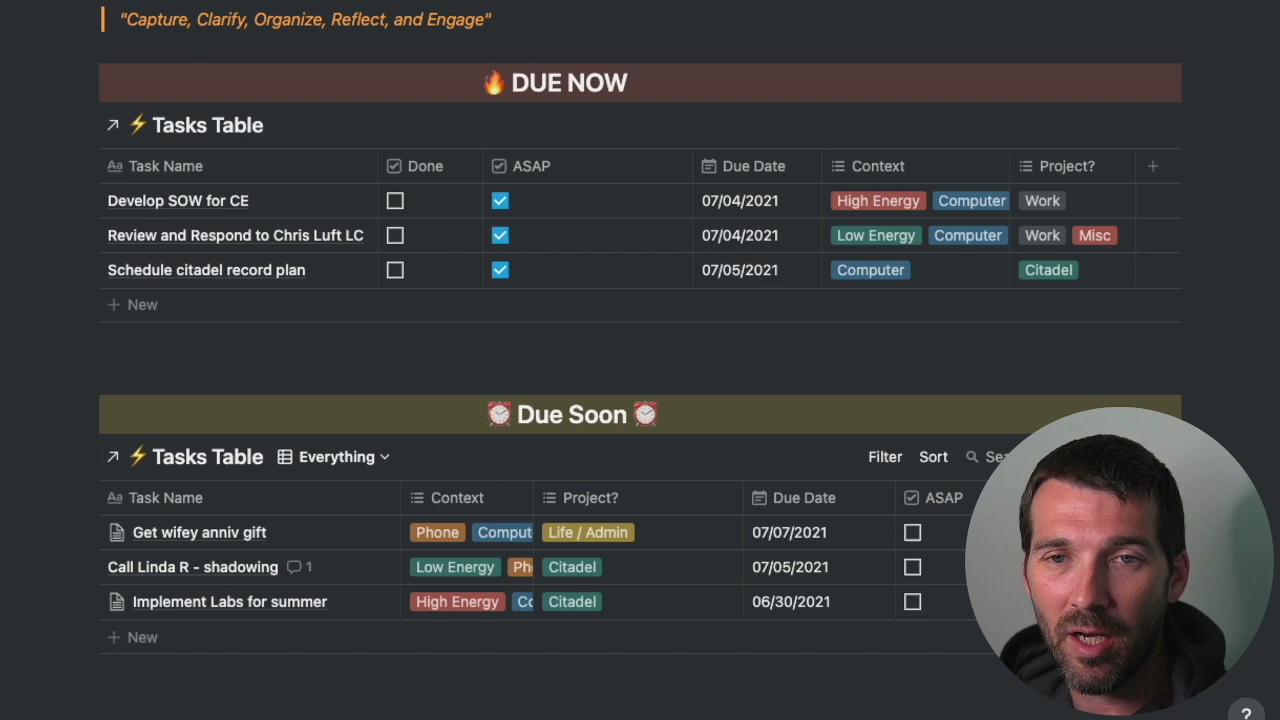 "Capture, Clarify, Organize, Reflect, and Engage"
🔥 DUE NOW
↗ ⚡ Tasks Table
Aa Task Name Done ASAP Due Date Context Project? +
Develop SOW for CE 07/04/2021 High Energy Computer Work
Review and Respond to Chris Luft LC 07/04/2021 Low Energy Computer Work Misc
Schedule citadel record plan 07/05/2021 Computer Citadel
+ New
⏰ Due Soon ⏰
↗ ⚡ Tasks Table Everything Filter Sort
Aa Task Name Context Project? Due Date ASAP
Get wifey anniv gift Phone Comput Life / Admin 07/07/2021
Call Linda R - shadowing 1 Low Energy Citadel 07/05/2021
Implement Labs for summer High Energy Citadel 06/30/2021
+ New
?